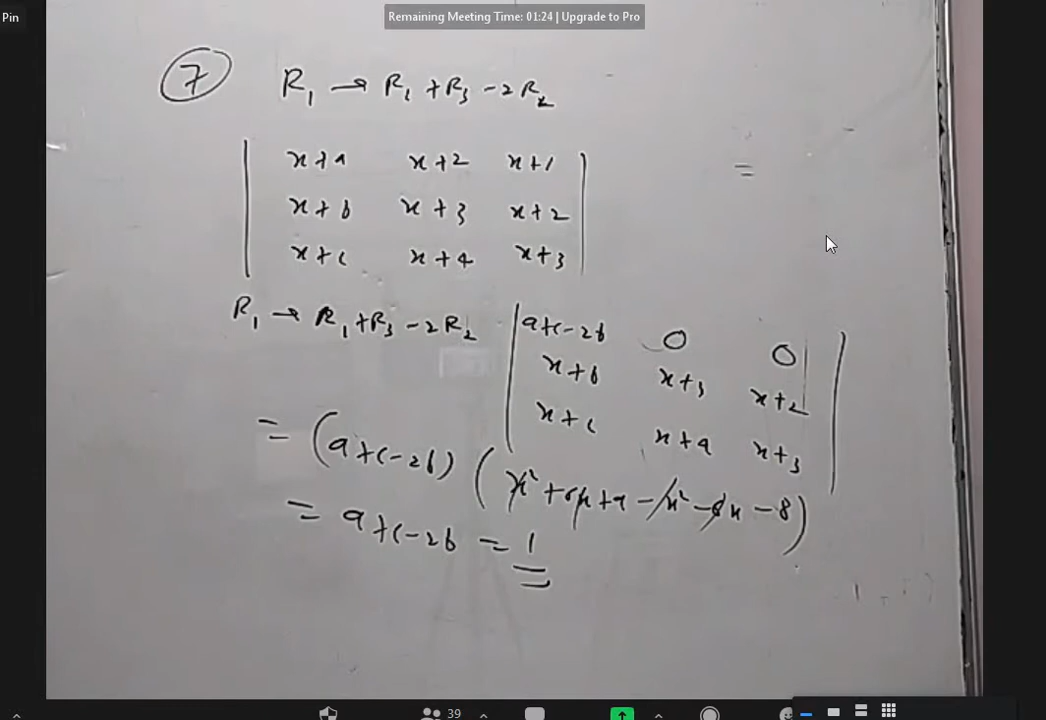 Pin
Remaining Meeting Time: 01:24 | Upgrade to Pro
7 R₁ → R₁ + R₃ - 2R₂
x+a x+2 x+1
x+b x+3 x+2
x+c x+4 x+3
=
R₁ → R₁+R₃ -2R₂
a+c-2b 0 0
x+b x+3 x+2
x+c x+4 x+3
= (a+c-2b) (x²+6x+9-x²-6x-8)
= a+c-2b = 1
39